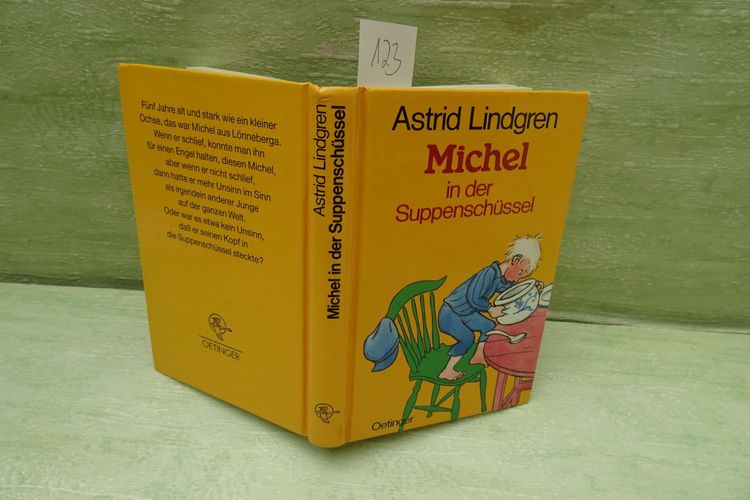 123
Fünf Jahre alt und stark wie ein kleiner
Ochse, das war Michel aus Lönneberga.
Wenn er schlief, konnte man ihn
für einen Engel halten, diesen Michel,
aber wenn er nicht schlief,
dann hatte er mehr Unsinn im Sinn
als irgendein anderer Junge
auf der ganzen Welt.
Oder war es etwa kein Unsinn,
daß er seinen Kopf in
die Suppenschüssel steckte?
OETINGER
Astrid Lindgren
Michel in der Suppenschüssel
Astrid Lindgren
Michel
in der
Suppenschüssel
Oetinger